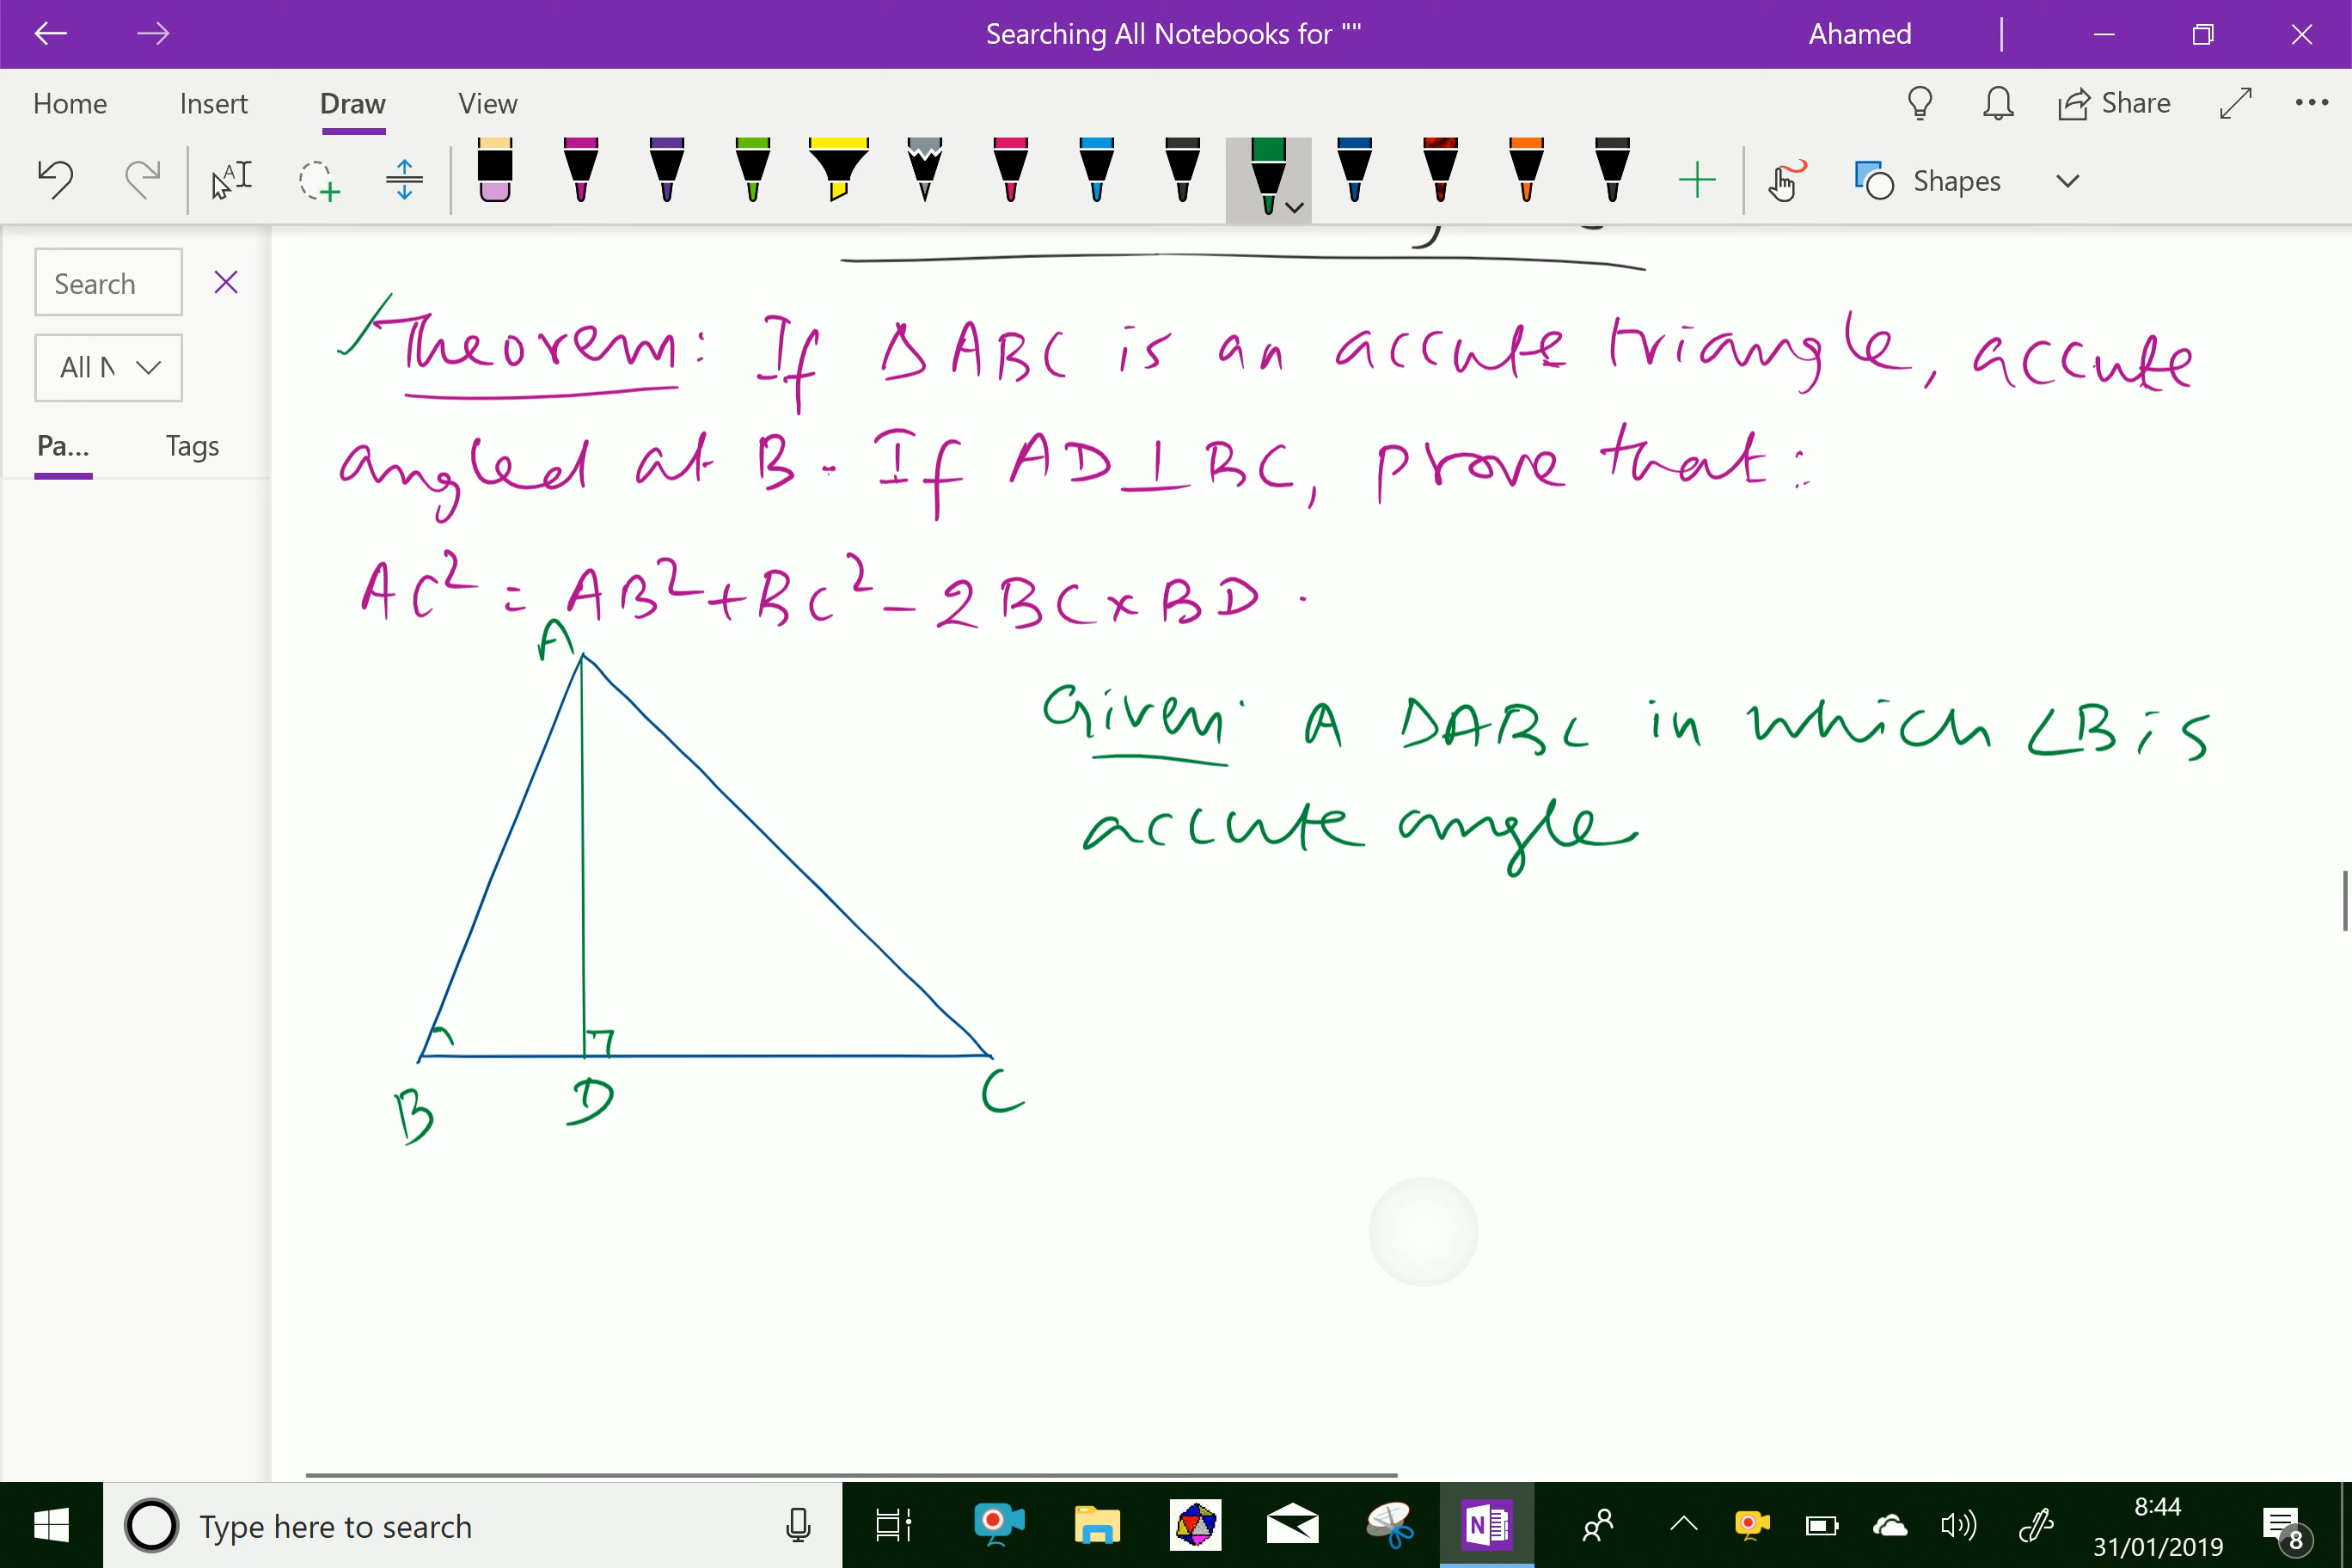 Searching All Notebooks for ""
Ahamed
Home Insert Draw View
Share
Shapes
Search
All N
Pa... Tags
Theorem: If Δ ABC is an accute triangle, accute
angled at B. If AD⊥BC, prove that:
AC² = AB²+BC²-2BC×BD.
A
Given: A ΔABC in which ∠B is
accute angle
B D C
Type here to search
N
8:44
31/01/2019
8